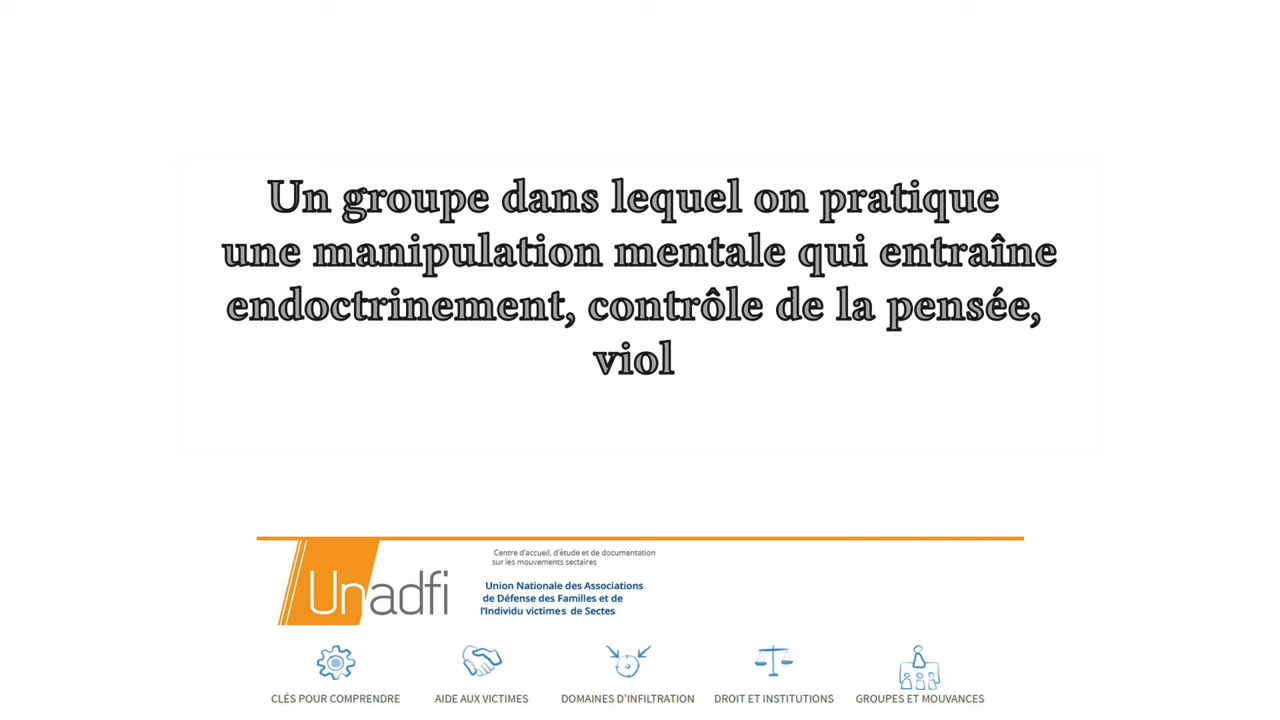 Un groupe dans lequel on pratique
une manipulation mentale qui entraîne
endoctrinement, contrôle de la pensée,
viol
Unadfi
Centre d'accueil, d'étude et de documentation
sur les mouvements sectaires
Union Nationale des Associations
de Défense des Familles et de
l'Individu victimes de Sectes
CLÉS POUR COMPRENDRE
AIDE AUX VICTIMES
DOMAINES D'INFILTRATION
DROIT ET INSTITUTIONS
GROUPES ET MOUVANCES